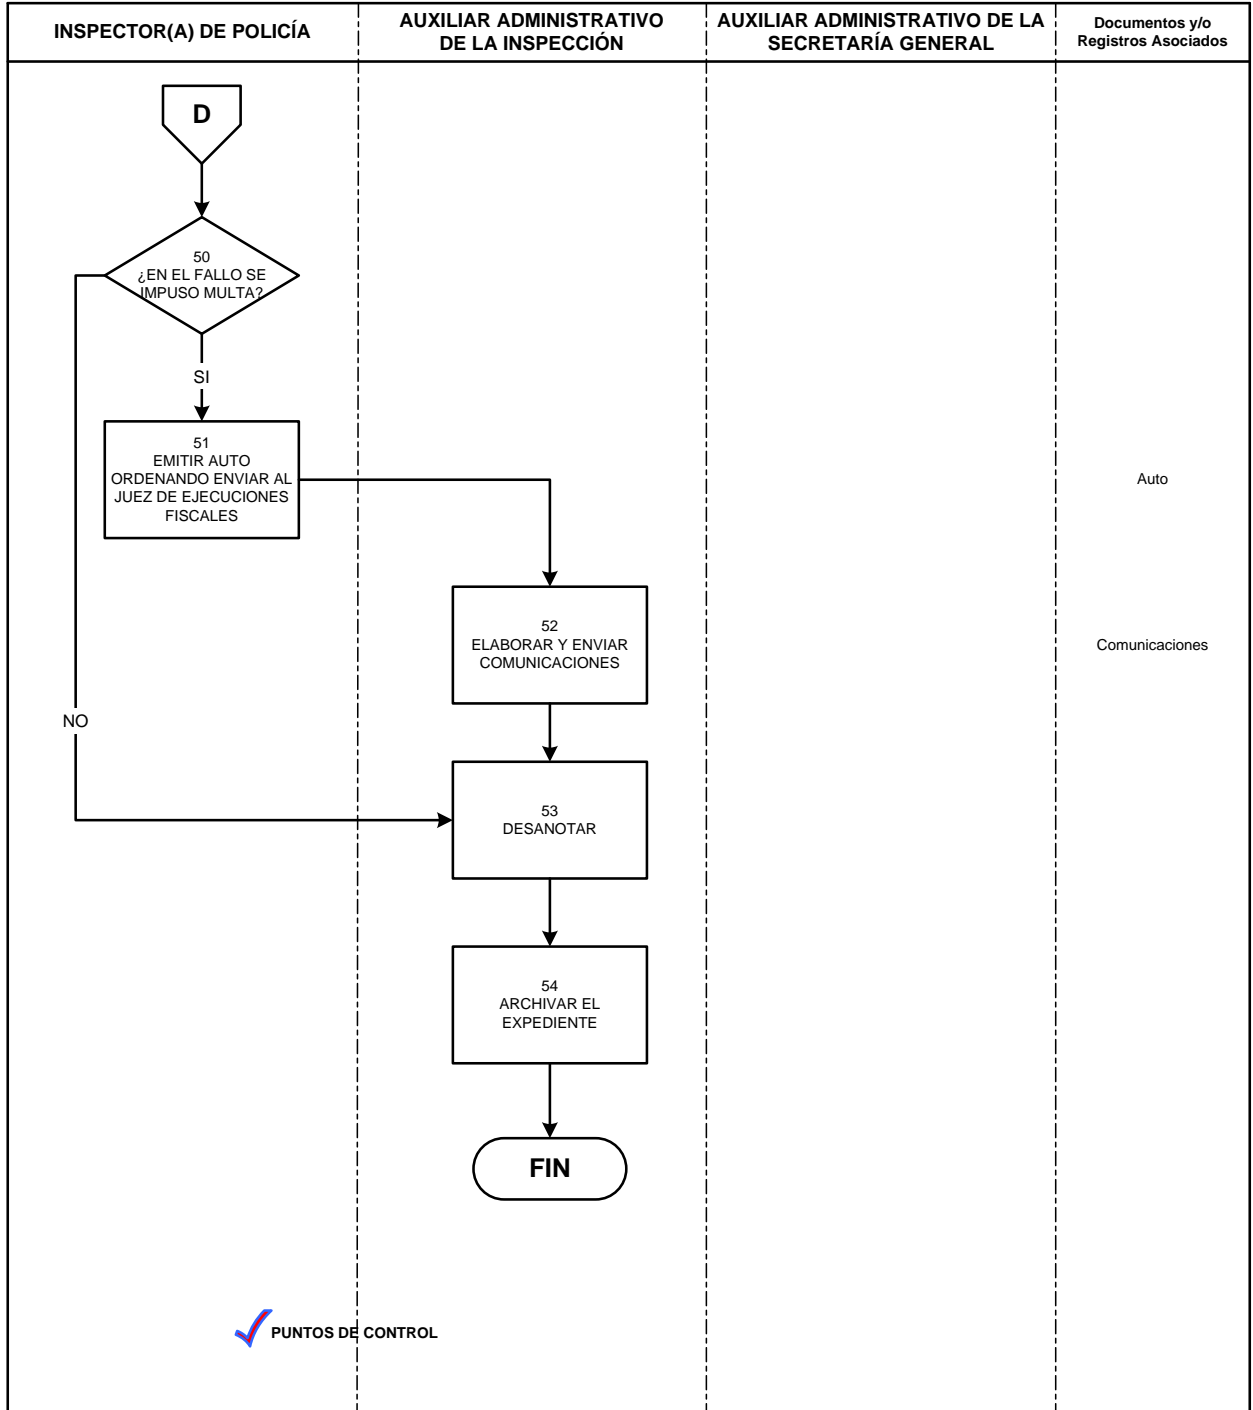 INSPECTOR(A) DE POLICÍA
AUXILIAR ADMINISTRATIVO
DE LA INSPECCIÓN
AUXILIAR ADMINISTRATIVO DE LA
SECRETARÍA GENERAL
Documentos y/o
Registros Asociados
D
50
¿EN EL FALLO SE
IMPUSO MULTA?
SI
51
EMITIR AUTO
ORDENANDO ENVIAR AL
JUEZ DE EJECUCIONES
FISCALES
Auto
52
ELABORAR Y ENVIAR
COMUNICACIONES
Comunicaciones
NO
53
DESANOTAR
54
ARCHIVAR EL
EXPEDIENTE
FIN
PUNTOS DE CONTROL